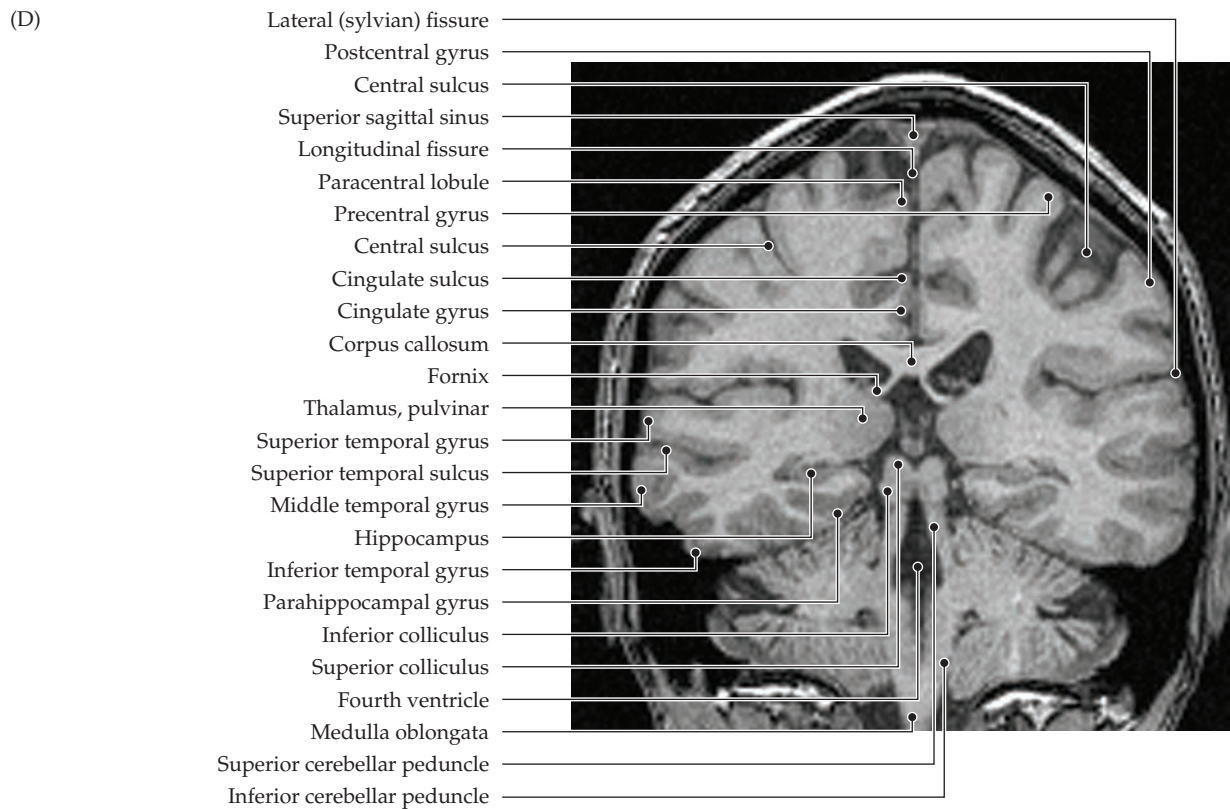 (D)
Lateral (sylvian) fissure
Postcentral gyrus
Central sulcus
Superior sagittal sinus
Longitudinal fissure
Paracentral lobule
Precentral gyrus
Central sulcus
Cingulate sulcus
Cingulate gyrus
Corpus callosum
Fornix
Thalamus, pulvinar
Superior temporal gyrus
Superior temporal sulcus
Middle temporal gyrus
Hippocampus
Inferior temporal gyrus
Parahippocampal gyrus
Inferior colliculus
Superior colliculus
Fourth ventricle
Medulla oblongata
Superior cerebellar peduncle
Inferior cerebellar peduncle